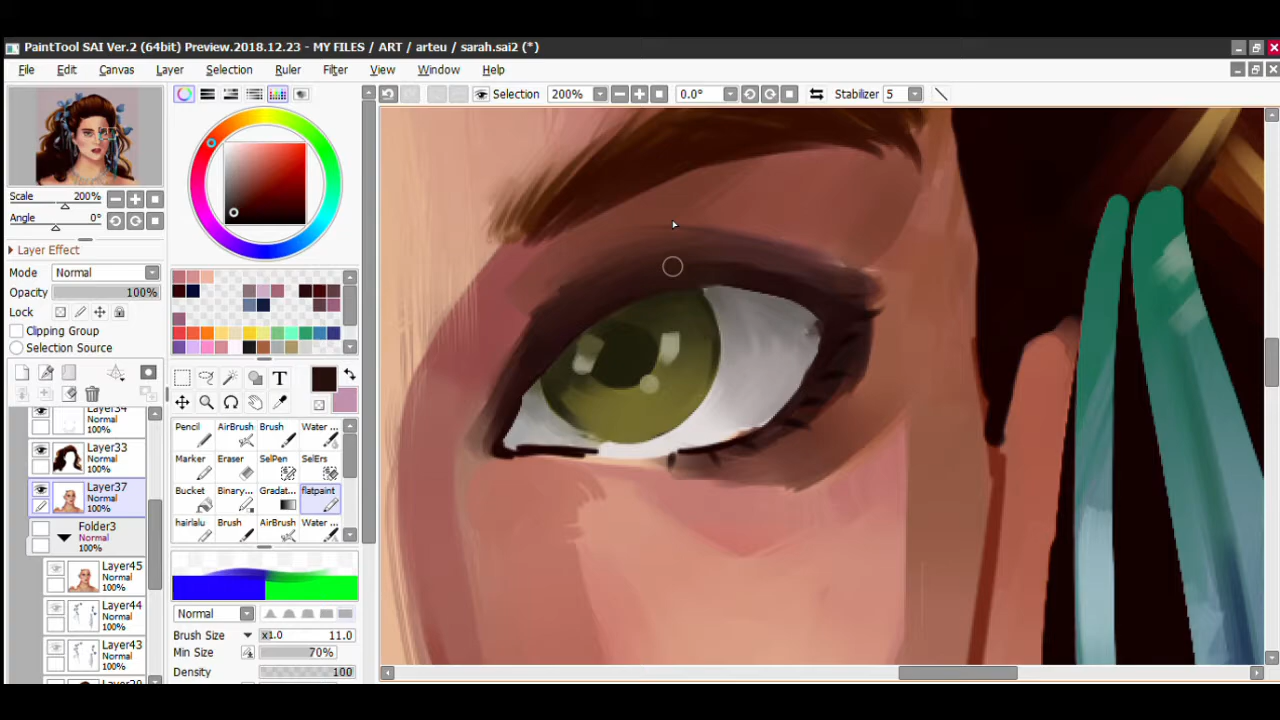 PaintTool SAI Ver.2 (64bit) Preview.2018.12.23 - MY FILES / ART / arteu / sarah.sai2 (*)
File Edit Canvas Layer Selection Ruler Filter View Window Help
Selection 200% 0.0° Stabilizer 5
Scale 200%
Angle 0°
Layer Effect
Mode Normal
Opacity 100%
Lock
Clipping Group
Selection Source
T
Pencil AirBrush Brush Water ...
Marker Eraser SelPen SelErs
Bucket Binary... Gradat... flatpaint
hairlalu Brush AirBrush Water ...
Layer34
Normal
100%
Layer33
Normal
100%
Layer37
Normal
100%
Folder3
Normal
100%
Layer45
Normal
100%
Layer44
Normal
100%
Layer43
Normal
100%
Normal
Brush Size x1.0 11.0
Min Size 70%
Density 100